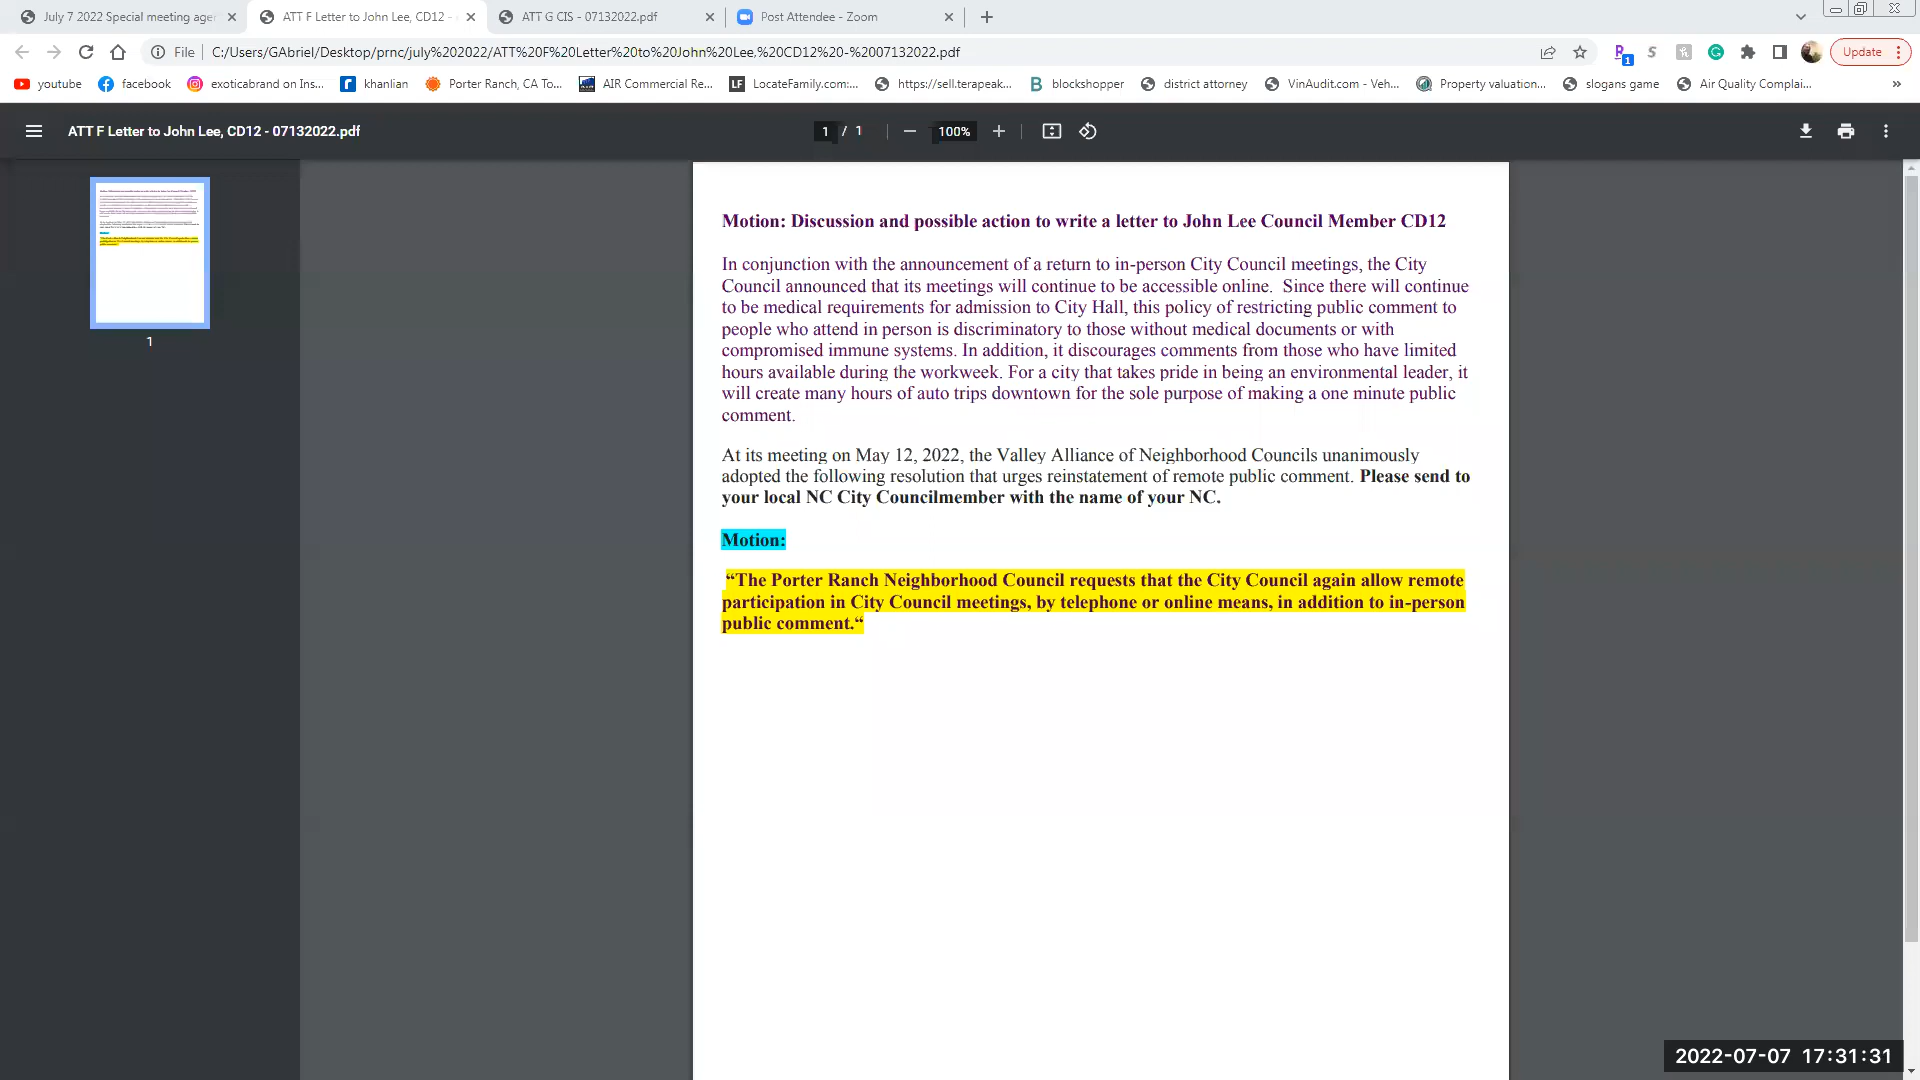 July 7 2022 Special meeting age
ATT F Letter to John Lee, CD12 -
ATT G CIS - 07132022.pdf
Post Attendee - Zoom
File
C:/Users/GAbriel/Desktop/prnc/july%202022/ATT%20F%20Letter%20to%20John%20Lee,%20CD12%20-%2007132022.pdf
1
Update
youtube
facebook
exoticabrand on Ins...
khanlian
Porter Ranch, CA To...
AIR Commercial Re...
LF LocateFamily.com:...
https://sell.terapeak...
blockshopper
district attorney
VinAudit.com - Veh...
Property valuation...
slogans game
Air Quality Complai...
»
ATT F Letter to John Lee, CD12 - 07132022.pdf
1 / 1
100%
1
Motion: Discussion and possible action to write a letter to John Lee Council Member CD12
In conjunction with the announcement of a return to in-person City Council meetings, the City
Council announced that its meetings will continue to be accessible online. Since there will continue
to be medical requirements for admission to City Hall, this policy of restricting public comment to
people who attend in person is discriminatory to those without medical documents or with
compromised immune systems. In addition, it discourages comments from those who have limited
hours available during the workweek. For a city that takes pride in being an environmental leader, it
will create many hours of auto trips downtown for the sole purpose of making a one minute public
comment.
At its meeting on May 12, 2022, the Valley Alliance of Neighborhood Councils unanimously
adopted the following resolution that urges reinstatement of remote public comment. Please send to
your local NC City Councilmember with the name of your NC.
Motion:
“The Porter Ranch Neighborhood Council requests that the City Council again allow remote
participation in City Council meetings, by telephone or online means, in addition to in-person
public comment.“
2022-07-07 17:31:31